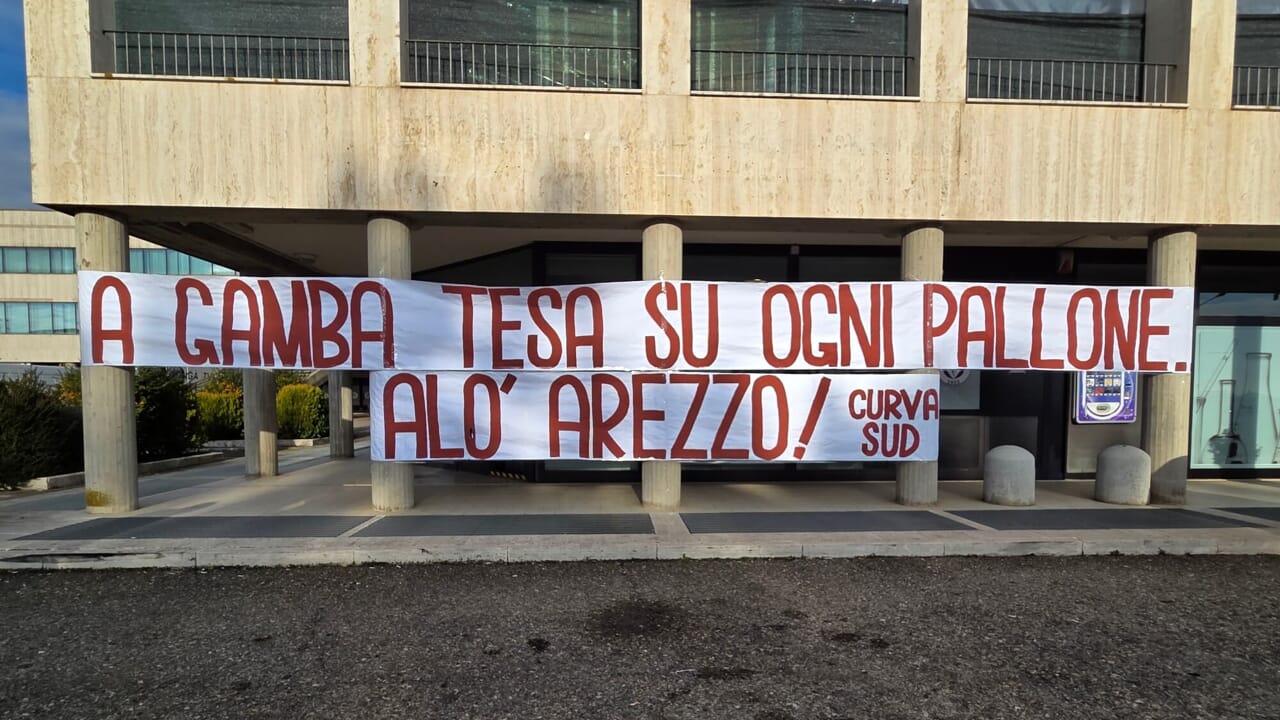 A GAMBA TESA SU OGNI PALLONE.
ALO' AREZZO!
CURVA
SUD